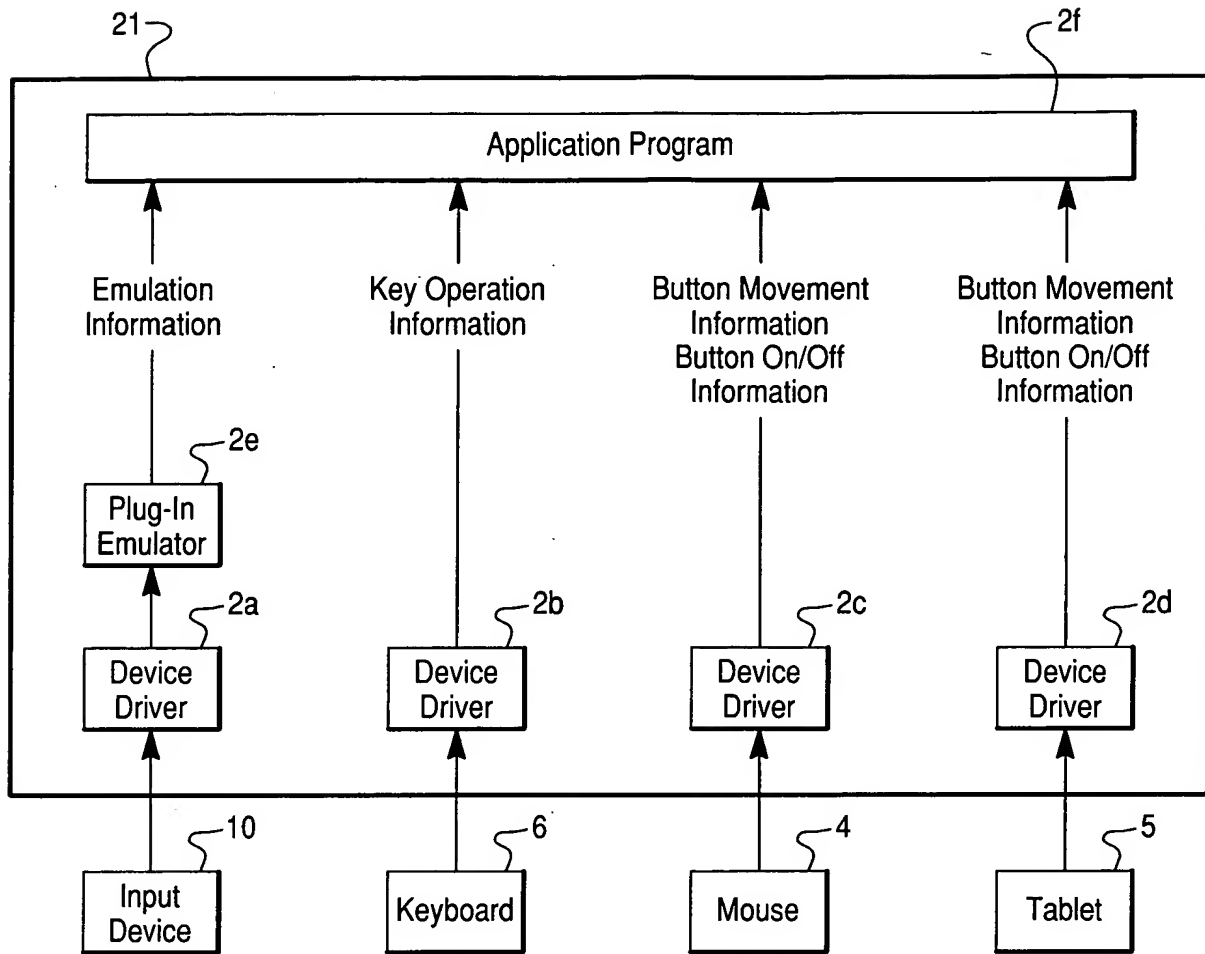 21
2f
Application Program
Emulation
Information
Key Operation
Information
Button Movement
Information
Button On/Off
Information
Button Movement
Information
Button On/Off
Information
2e
Plug-In
Emulator
2a
2b
2c
2d
Device
Driver
Device
Driver
Device
Driver
Device
Driver
10
6
4
5
Input
Device
Keyboard
Mouse
Tablet